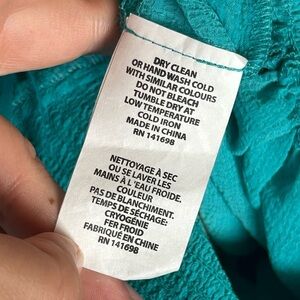 DRY CLEAN
OR HAND WASH COLD
WITH SIMILAR COLOURS
DO NOT BLEACH
TUMBLE DRY AT
LOW TEMPERATURE
COLD IRON
MADE IN CHINA
RN 141698
NETTOYAGE À SEC
OU SE LAVER LES
MAINS À L'EAU FROIDE.
COULEUR
PAS DE BLANCHIMENT.
TEMPS DE SÉCHAGE:
CRYOGÉNIE
FER FROID
FABRIQUÉ EN CHINE
RN 141698